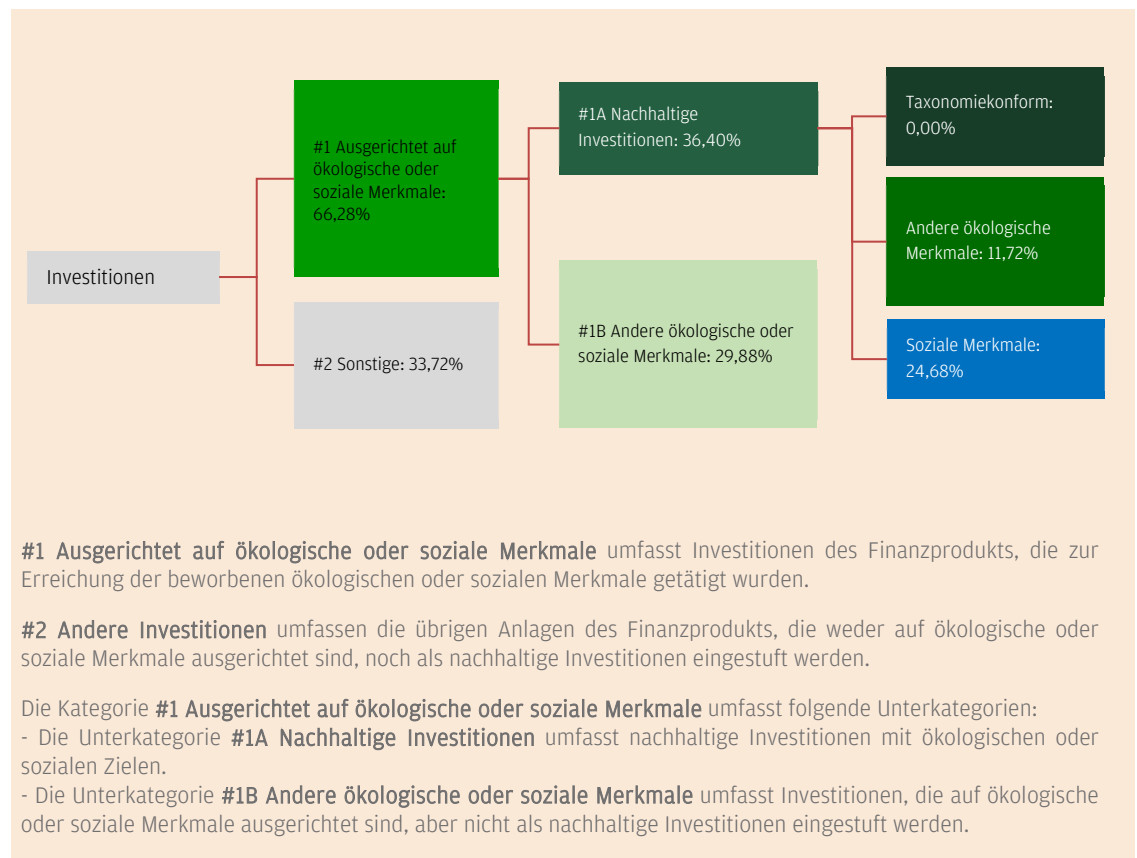 Investitionen
#1 Ausgerichtet auf
ökologische oder
soziale Merkmale:
66,28%
#2 Sonstige: 33,72%
#1A Nachhaltige
Investitionen: 36,40%
#1B Andere ökologische oder
soziale Merkmale: 29,88%
Taxonomiekonform:
0,00%
Andere ökologische
Merkmale: 11,72%
Soziale Merkmale:
24,68%
#1 Ausgerichtet auf ökologische oder soziale Merkmale umfasst Investitionen des Finanzprodukts, die zur
Erreichung der beworbenen ökologischen oder sozialen Merkmale getätigt wurden.
#2 Andere Investitionen umfassen die übrigen Anlagen des Finanzprodukts, die weder auf ökologische oder
soziale Merkmale ausgerichtet sind, noch als nachhaltige Investitionen eingestuft werden.
Die Kategorie #1 Ausgerichtet auf ökologische oder soziale Merkmale umfasst folgende Unterkategorien:
- Die Unterkategorie #1A Nachhaltige Investitionen umfasst nachhaltige Investitionen mit ökologischen oder
sozialen Zielen.
- Die Unterkategorie #1B Andere ökologische oder soziale Merkmale umfasst Investitionen, die auf ökologische
oder soziale Merkmale ausgerichtet sind, aber nicht als nachhaltige Investitionen eingestuft werden.